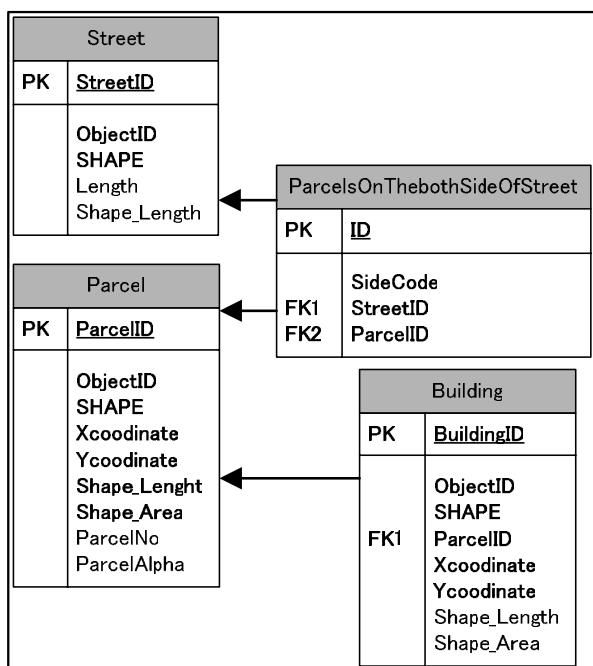 Street
PK StreetID
ObjectID
SHAPE
Length
Shape_Length
ParcelsOnThebothSideOfStreet
PK ID
SideCode
FK1 StreetID
FK2 ParcelID
Parcel
PK ParcelID
ObjectID
SHAPE
Xcoodinate
Ycoodinate
Shape_Lenght
Shape_Area
ParcelNo
ParcelAlpha
Building
PK BuildingID
ObjectID
SHAPE
FK1 ParcelID
Xcoodinate
Ycoodinate
Shape_Length
Shape_Area